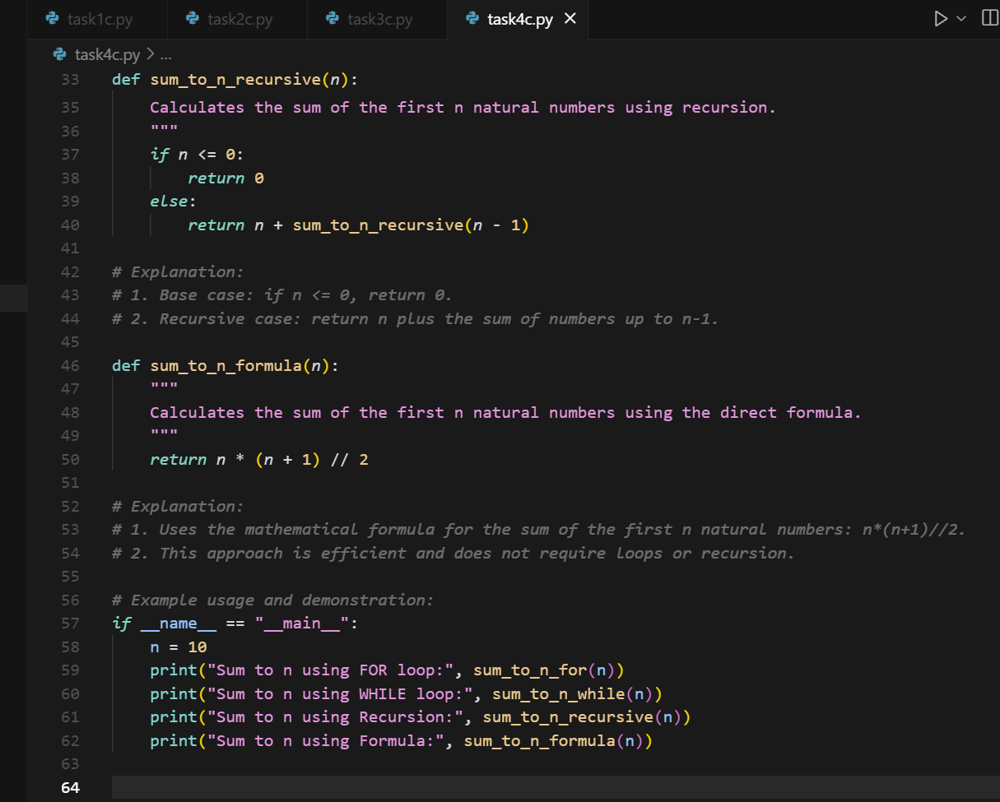 task1c.py task2c.py task3c.py task4c.py
task4c.py > ...
33 def sum_to_n_recursive(n):
35     Calculates the sum of the first n natural numbers using recursion.
36     """
37     if n <= 0:
38         return 0
39     else:
40         return n + sum_to_n_recursive(n - 1)
41
42 # Explanation:
43 # 1. Base case: if n <= 0, return 0.
44 # 2. Recursive case: return n plus the sum of numbers up to n-1.
45
46 def sum_to_n_formula(n):
47     """
48     Calculates the sum of the first n natural numbers using the direct formula.
49     """
50     return n * (n + 1) // 2
51
52 # Explanation:
53 # 1. Uses the mathematical formula for the sum of the first n natural numbers: n*(n+1)//2.
54 # 2. This approach is efficient and does not require loops or recursion.
55
56 # Example usage and demonstration:
57 if __name__ == "__main__":
58     n = 10
59     print("Sum to n using FOR loop:", sum_to_n_for(n))
60     print("Sum to n using WHILE loop:", sum_to_n_while(n))
61     print("Sum to n using Recursion:", sum_to_n_recursive(n))
62     print("Sum to n using Formula:", sum_to_n_formula(n))
63
64